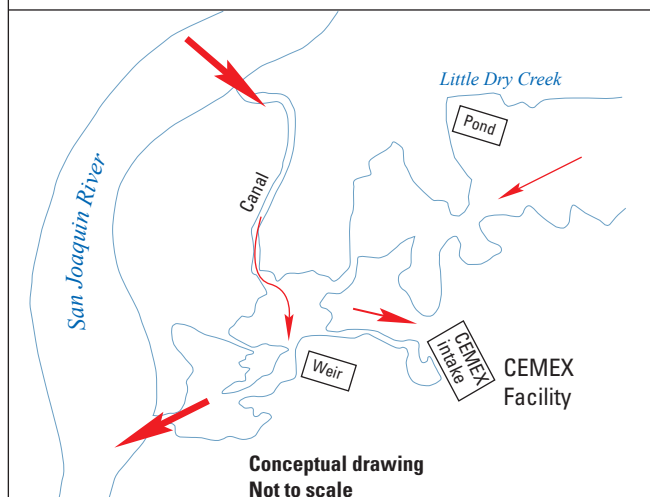 Little Dry Creek
Pond
Canal
San Joaquin River
CEMEX
intake
CEMEX
Facility
Weir
Conceptual drawing
Not to scale